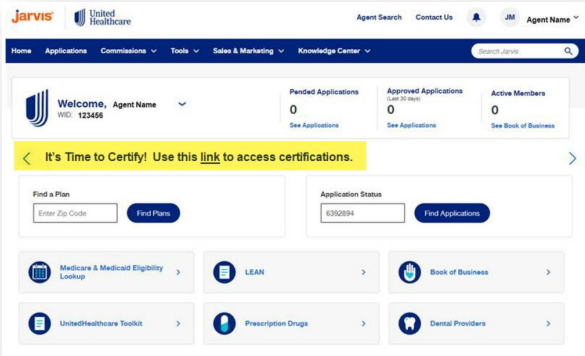 jarvis United Healthcare Agent Search Contact Us JM Agent Name
Home Applications Commissions Tools Sales & Marketing Knowledge Center Search Jarvis
Welcome, Agent Name
WID: 123456
Pended Applications
0
See Applications
Approved Applications
(Last 30 days)
0
See Applications
Active Members
0
See Book of Business
It's Time to Certify! Use this link to access certifications.
Find a Plan
Enter Zip Code Find Plans
Application Status
6392894 Find Applications
Medicare & Medicaid Eligibility
Lookup
LEAN
Book of Business
UnitedHealthcare Toolkit
Prescription Drugs
Dental Providers